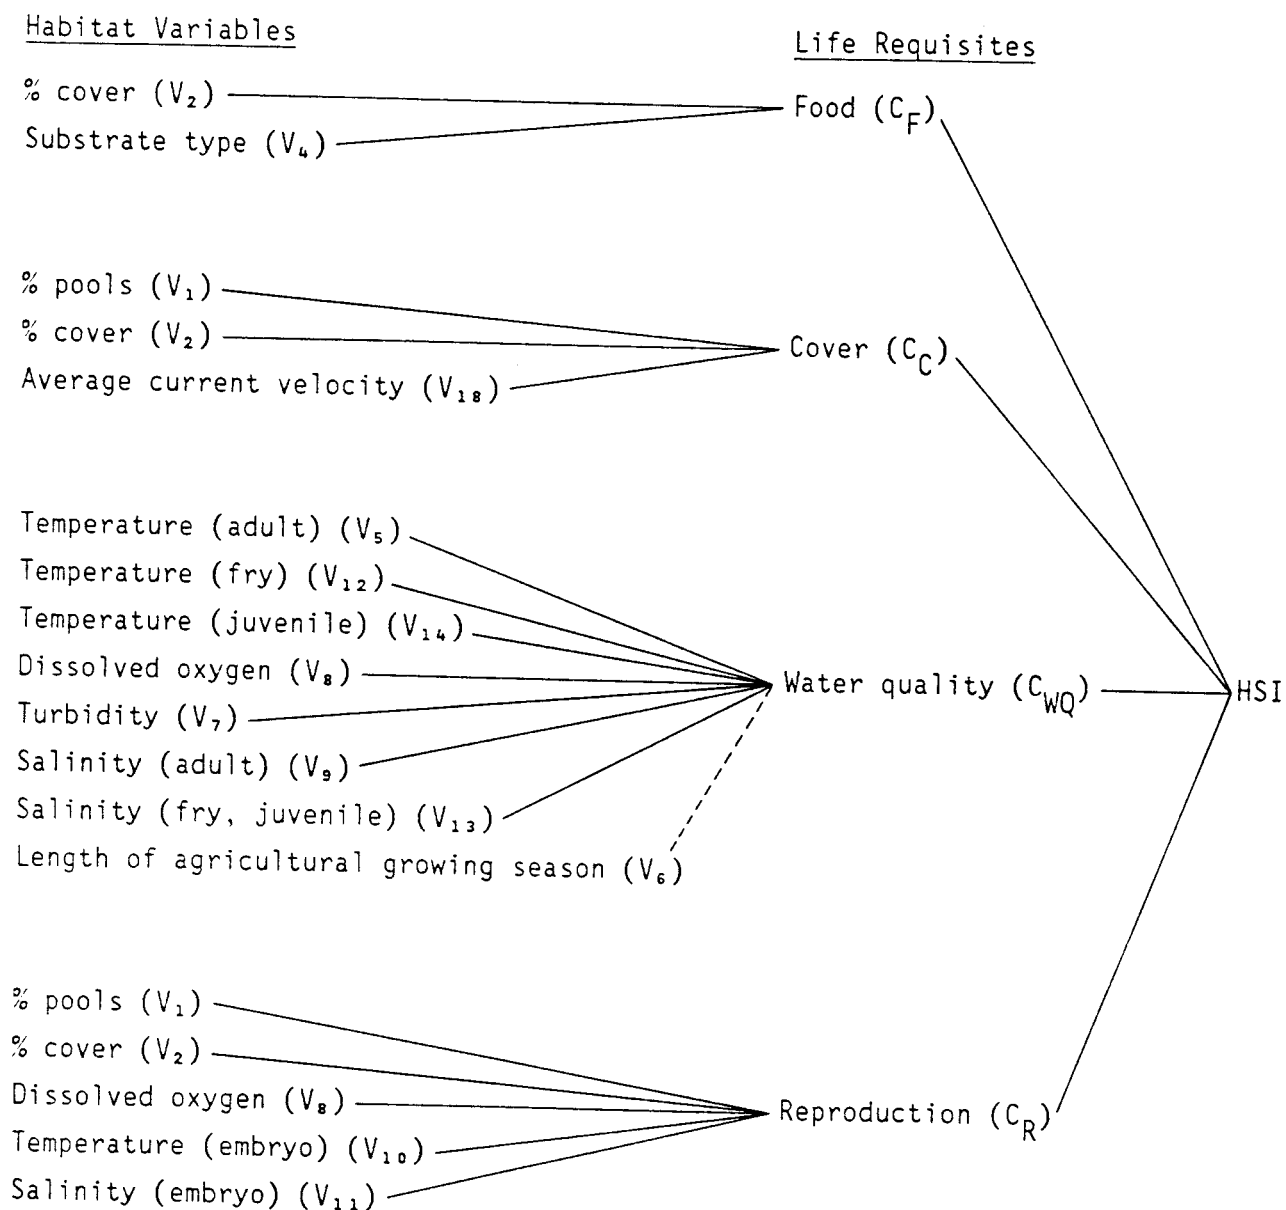 Habitat Variables
Life Requisites
% cover (V₂)
Substrate type (V₄)
Food (C_F)
% pools (V₁)
% cover (V₂)
Average current velocity (V₁₈)
Cover (C_C)
Temperature (adult) (V₅)
Temperature (fry) (V₁₂)
Temperature (juvenile) (V₁₄)
Dissolved oxygen (V₈)
Turbidity (V₇)
Salinity (adult) (V₉)
Salinity (fry, juvenile) (V₁₃)
Length of agricultural growing season (V₆)
Water quality (C_WQ)
HSI
% pools (V₁)
% cover (V₂)
Dissolved oxygen (V₈)
Temperature (embryo) (V₁₀)
Salinity (embryo) (V₁₁)
Reproduction (C_R)